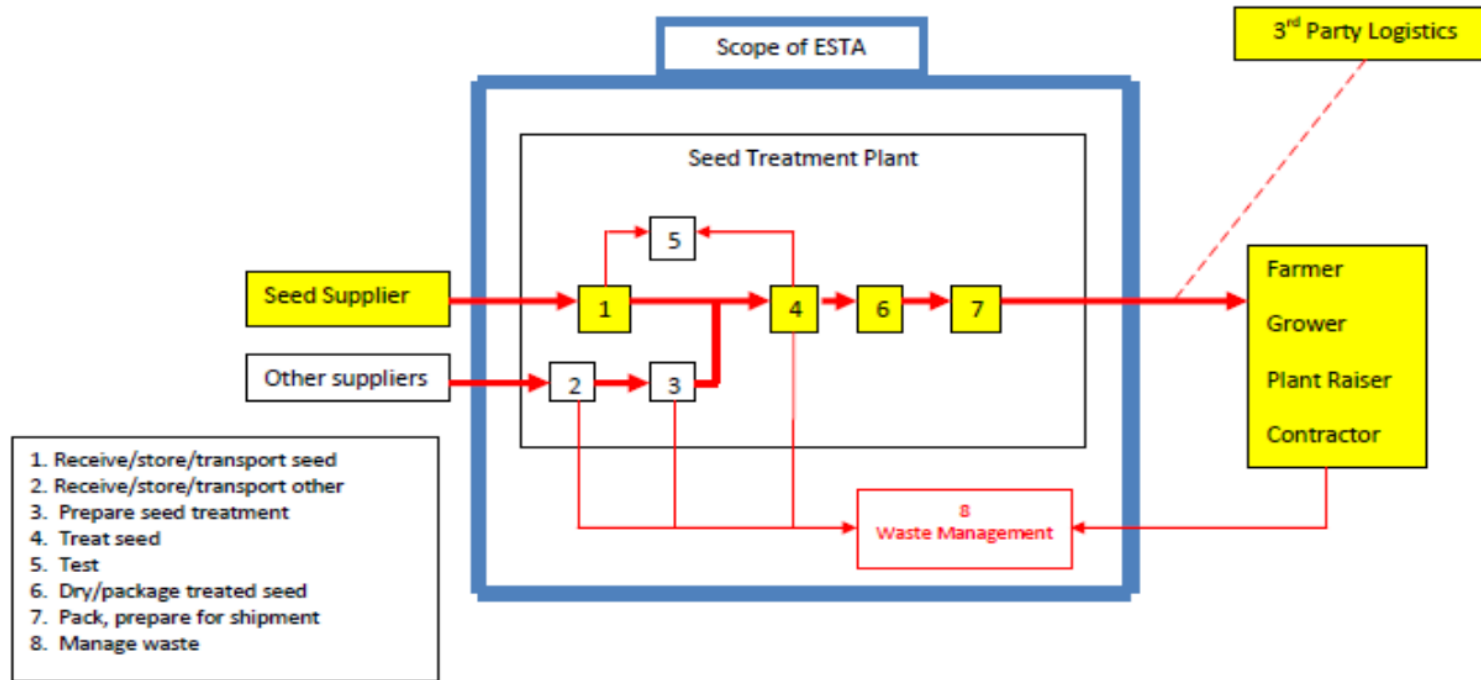 Scope of ESTA
3rd Party Logistics
Seed Treatment Plant
5
Seed Supplier
1
4
6
7
Farmer
Grower
Plant Raiser
Contractor
Other suppliers
2
3
1. Receive/store/transport seed
2. Receive/store/transport other
3. Prepare seed treatment
4. Treat seed
5. Test
6. Dry/package treated seed
7. Pack, prepare for shipment
8. Manage waste
8
Waste Management